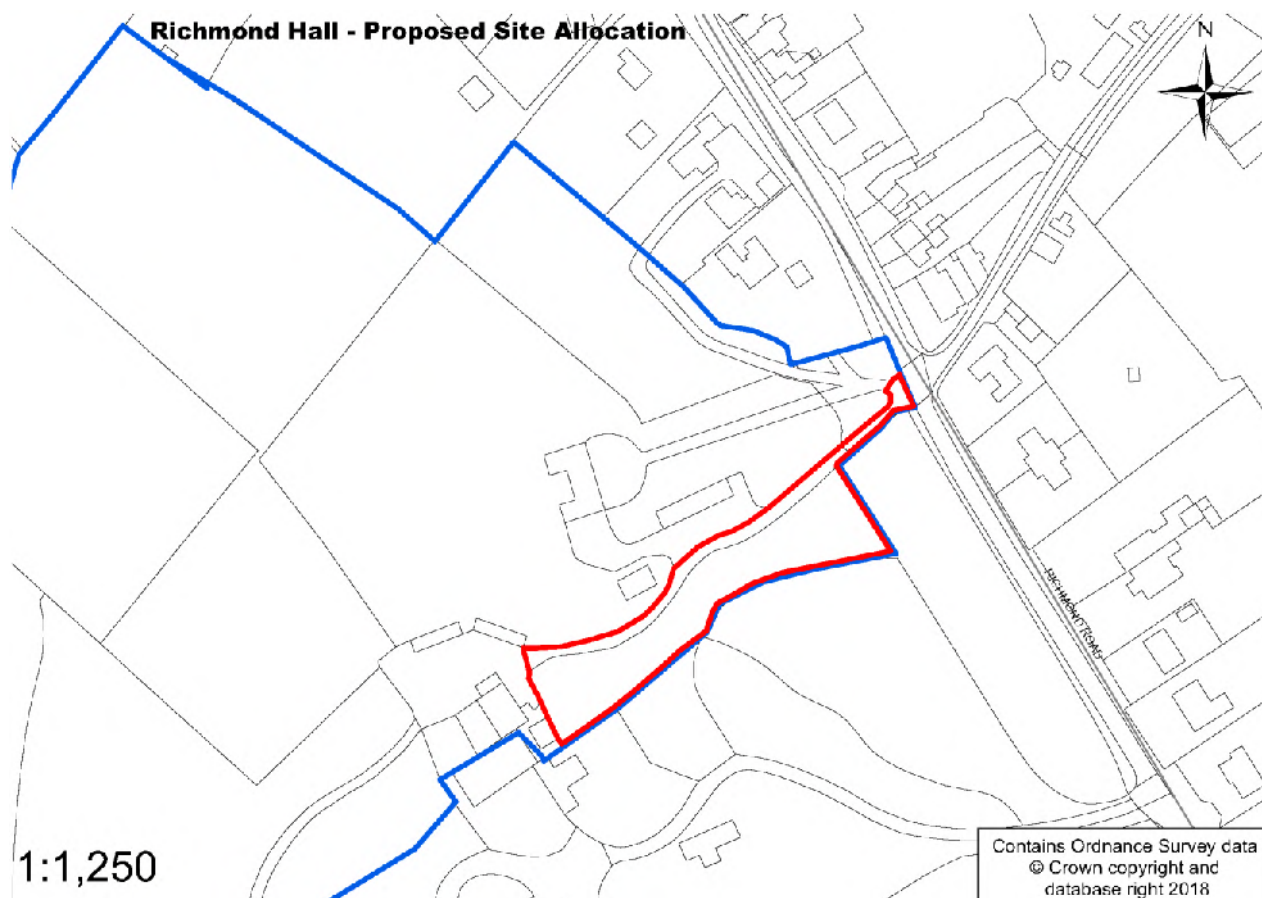 Richmond Hall - Proposed Site Allocation
N
RICHMOND ROAD
1:1,250
Contains Ordnance Survey data
© Crown copyright and
database right 2018